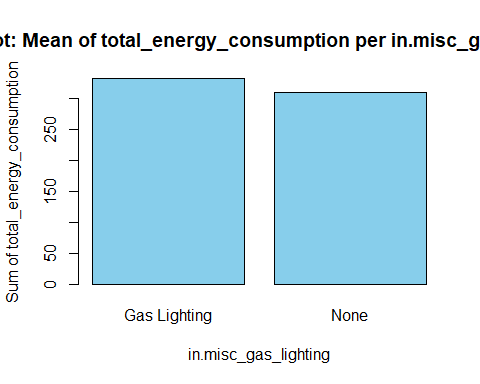 ot: Mean of total_energy_consumption per in.misc_g
Sum of total_energy_consumption
250
150
50
0
Gas Lighting None
in.misc_gas_lighting